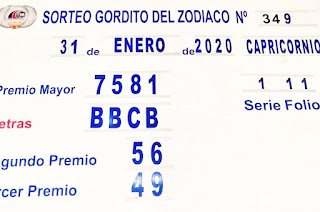 SORTEO GORDITO DEL ZODIACO Nº 349
31 de ENERO de 2020 CAPRICORNIO
Premio Mayor 7581 1 11
etras BBCB Serie Folio
egundo Premio 56
rcer Premio 49